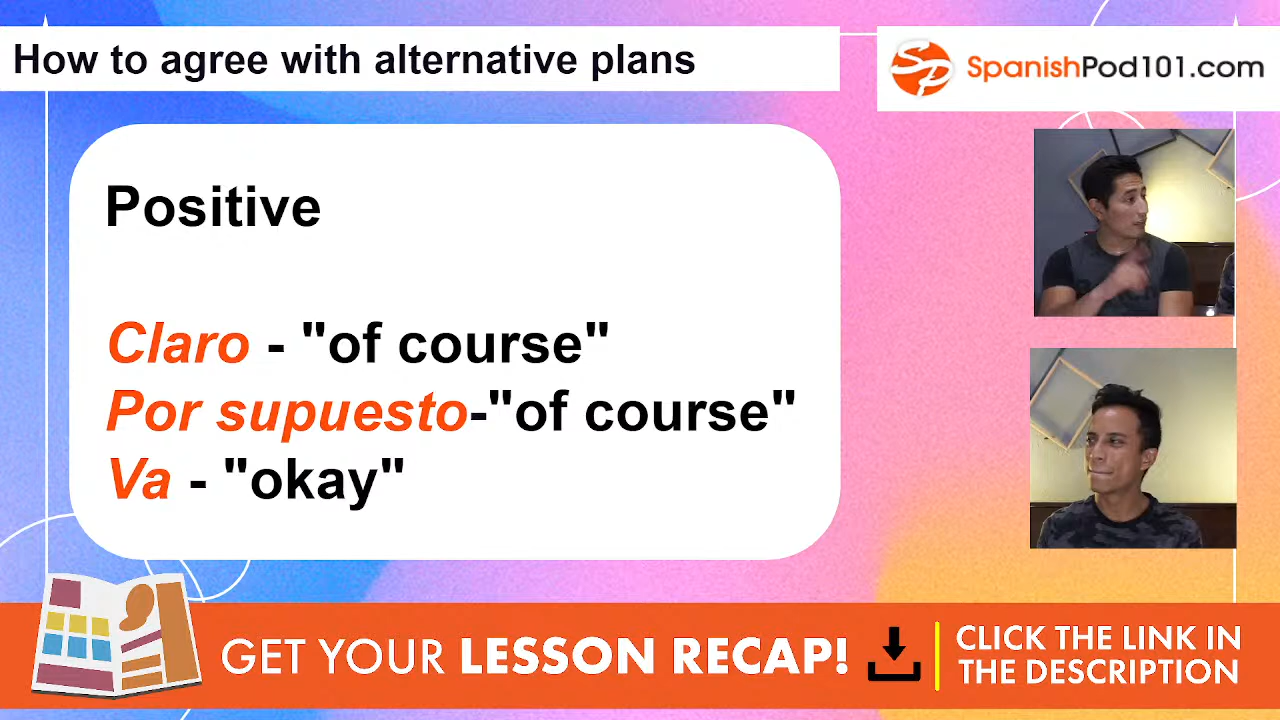 How to agree with alternative plans
SP SpanishPod101.com
Positive
Claro - "of course"
Por supuesto-"of course"
Va - "okay"
GET YOUR LESSON RECAP!
CLICK THE LINK IN
THE DESCRIPTION